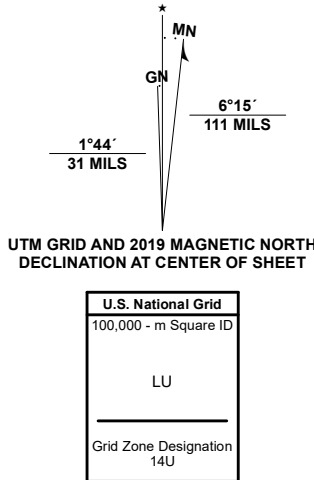 MN
GN
6°15´
111 MILS
1°44´
31 MILS
UTM GRID AND 2019 MAGNETIC NORTH
DECLINATION AT CENTER OF SHEET
U.S. National Grid
100,000 - m Square ID
LU
Grid Zone Designation
14U